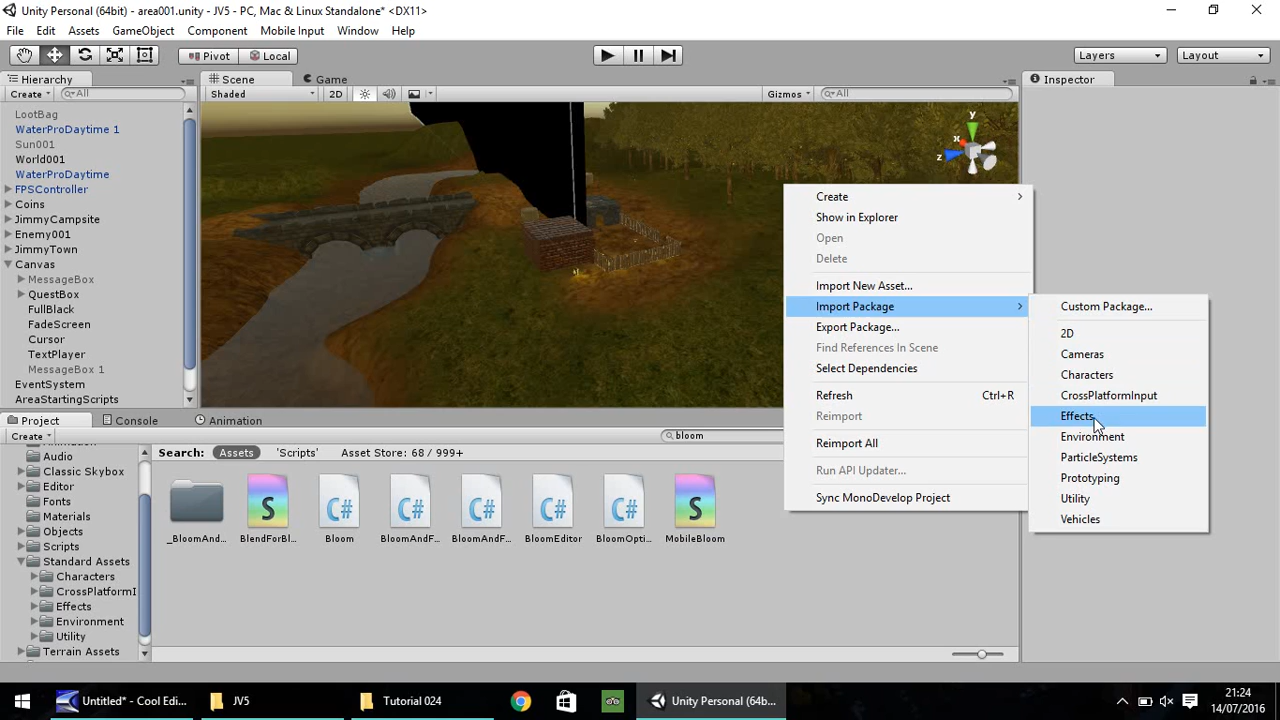 Unity Personal (64bit) - area001.unity - JV5 - PC, Mac & Linux Standalone* <DX11>
File Edit Assets GameObject Component Mobile Input Window Help
Pivot Local Layers Layout
Hierarchy
Create All
LootBag
WaterProDaytime 1
Sun001
World001
WaterProDaytime
FPSController
Coins
JimmyCampsite
Enemy001
JimmyTown
Canvas
MessageBox
QuestBox
FullBlack
FadeScreen
Cursor
TextPlayer
MessageBox 1
EventSystem
AreaStartingScripts
Scene Game
Shaded 2D Gizmos All
y
x
z
Inspector
Create
Show in Explorer
Open
Delete
Import New Asset...
Import Package
Export Package...
Find References In Scene
Select Dependencies
Refresh Ctrl+R
Reimport
Reimport All
Run API Updater...
Sync MonoDevelop Project
Custom Package...
2D
Cameras
Characters
CrossPlatformInput
Effects
Environment
ParticleSystems
Prototyping
Utility
Vehicles
Project Console Animation
Create bloom
Audio
Classic Skybox
Editor
Fonts
Materials
Objects
Scripts
Standard Assets
Characters
CrossPlatformI
Effects
Environment
Utility
Terrain Assets
Search: Assets 'Scripts' Asset Store: 68 / 999+
S C# C# C# C# C# S
_BloomAnd... BlendForBl... Bloom BloomAndF... BloomAndF... BloomEditor BloomOpti... MobileBloom
Untitled* - Cool Edi... JV5 Tutorial 024 Unity Personal (64b...
21:24
14/07/2016